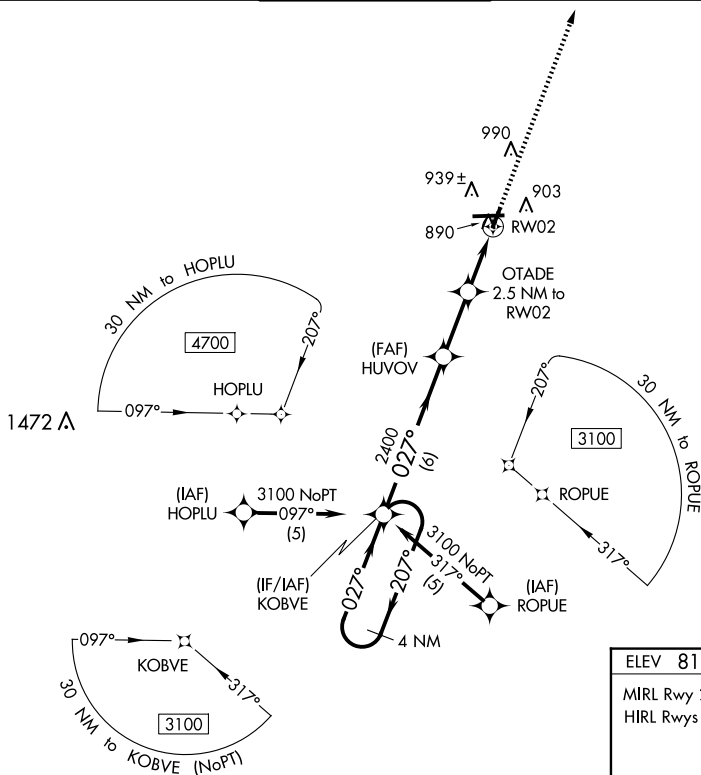 990
939±
903
890
RW02
OTADE
2.5 NM to
RW02
30 NM to HOPLU
4700
207°
HOPLU
097°
1472
(FAF)
HUVOV
2400
027°
(6)
207°
30 NM to ROPUE
3100
ROPUE
317°
(IAF)
HOPLU
3100 NoPT
097°
(5)
(IF/IAF)
KOBVE
027°
207°
4 NM
3100 NoPT
317°
(5)
(IAF)
ROPUE
097°
KOBVE
317°
3100
30 NM to KOBVE (NoPT)
ELEV 81
MIRL Rwy
HIRL Rwys